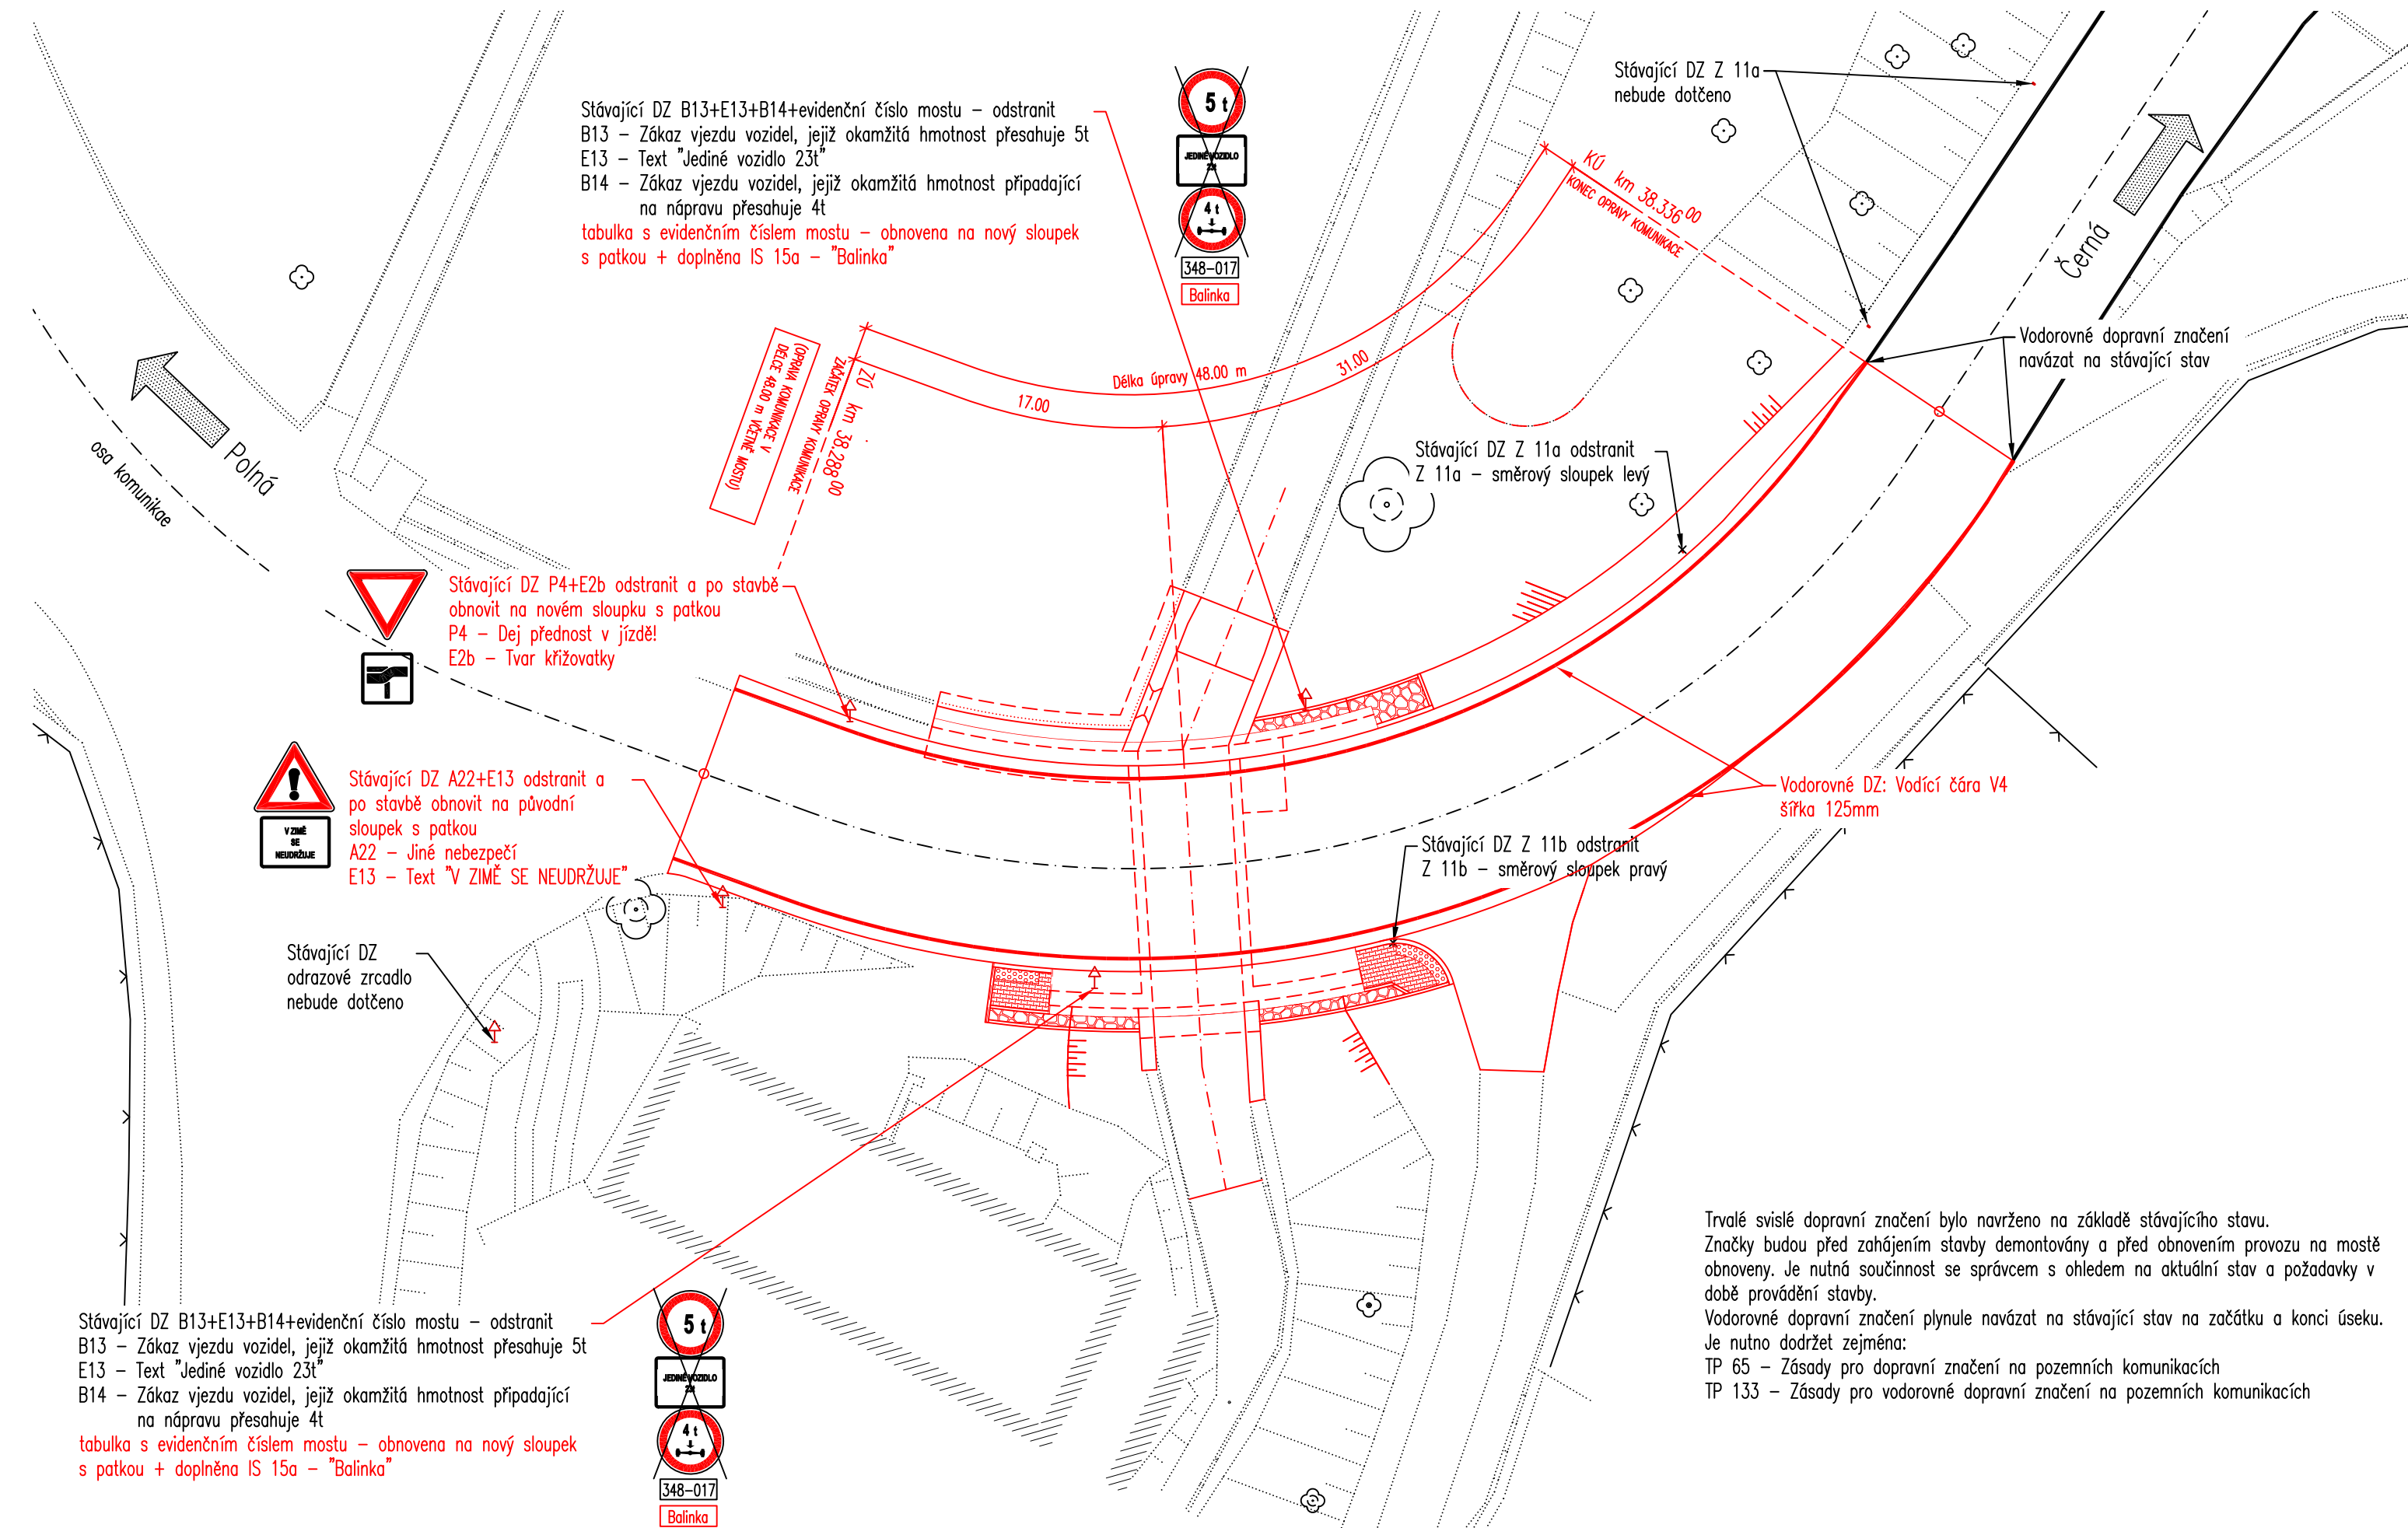 Stávající DZ B13+E13+B14+evidenční číslo mostu – odstranit
B13 – Zákaz vjezdu vozidel, jejiž okamžitá hmotnost přesahuje 5t
E13 – Text "Jediné vozidlo 23t"
B14 – Zákaz vjezdu vozidel, jejiž okamžitá hmotnost připadající
na nápravu přesahuje 4t
tabulka s evidenčním číslem mostu – obnovena na nový sloupek
s patkou + doplněna IS 15a – "Balinka"
5 t
JEDINÉ VOZIDLO
23t
4 t
348-017
Balinka
Stávající DZ Z 11a
nebude dotčeno
KÚ km 38.336 00
KONEC OPRAVY KOMUNIKACE
Černá
Vodorovné dopravní značení
navázat na stávající stav
Délka úpravy 48.00 m
17.00
31.00
ZÚ km 38.288 00
ZAČÁTEK OPRAVY KOMUNIKACE
(OPRAVA KOMUNIKACE V
DÉLCE 48.00 m VČETNĚ MOSTU)
Polná
osa komunikae
Stávající DZ Z 11a odstranit
Z 11a – směrový sloupek levý
Stávající DZ P4+E2b odstranit a po stavbě
obnovit na novém sloupku s patkou
P4 – Dej přednost v jízdě!
E2b – Tvar křižovatky
Stávající DZ A22+E13 odstranit a
po stavbě obnovit na původní
sloupek s patkou
A22 – Jiné nebezpečí
E13 – Text "V ZIMĚ SE NEUDRŽUJE"
V ZIMĚ
SE
NEUDRŽUJE
Vodorovné DZ: Vodící čára V4
šířka 125mm
Stávající DZ Z 11b odstranit
Z 11b – směrový sloupek pravý
Stávající DZ
odrazové zrcadlo
nebude dotčeno
Stávající DZ B13+E13+B14+evidenční číslo mostu – odstranit
B13 – Zákaz vjezdu vozidel, jejiž okamžitá hmotnost přesahuje 5t
E13 – Text "Jediné vozidlo 23t"
B14 – Zákaz vjezdu vozidel, jejiž okamžitá hmotnost připadající
na nápravu přesahuje 4t
tabulka s evidenčním číslem mostu – obnovena na nový sloupek
s patkou + doplněna IS 15a – "Balinka"
5 t
JEDINÉ VOZIDLO
23t
4 t
348-017
Balinka
Trvalé svislé dopravní značení bylo navrženo na základě stávajícího stavu.
Značky budou před zahájením stavby demontovány a před obnovením provozu na mostě
obnoveny. Je nutná součinnost se správcem s ohledem na aktuální stav a požadavky v
době provádění stavby.
Vodorovné dopravní značení plynule navázat na stávající stav na začátku a konci úseku.
Je nutno dodržet zejména:
TP 65 – Zásady pro dopravní značení na pozemních komunikacích
TP 133 – Zásady pro vodorovné dopravní značení na pozemních komunikacích